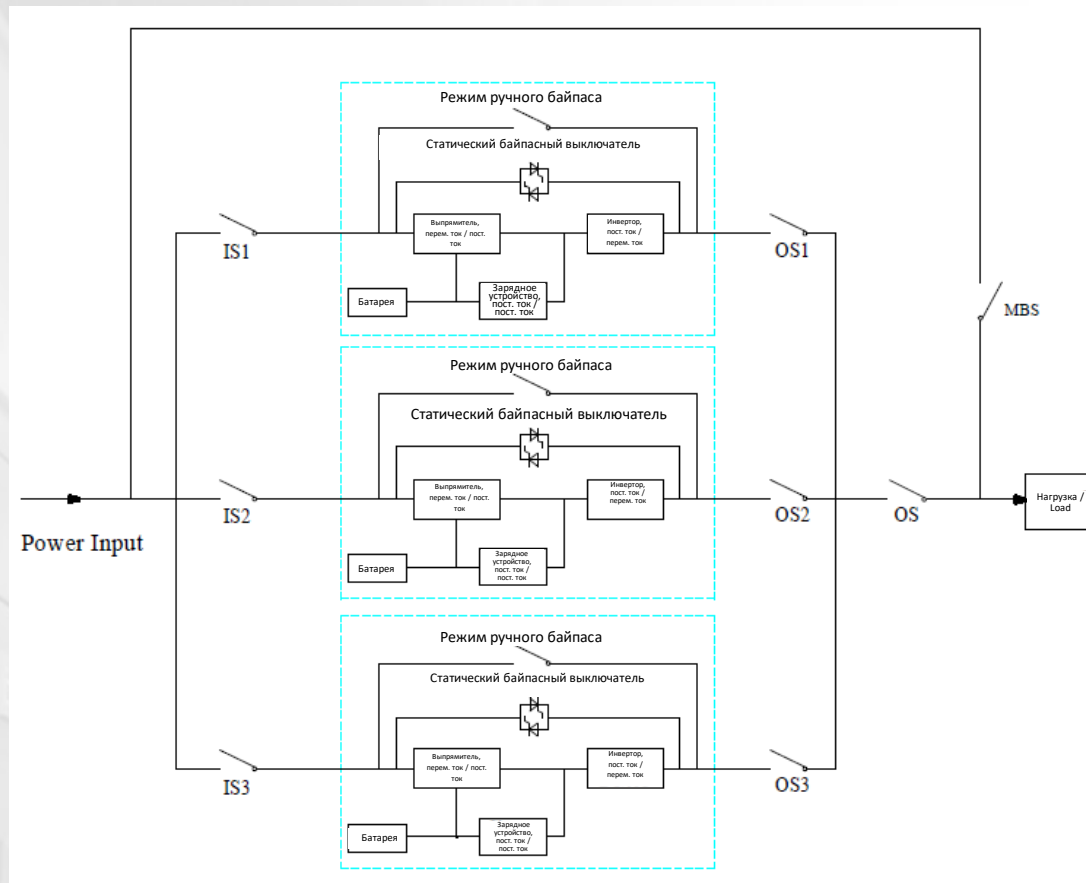 Режим ручного байпаса
Статический байпасный выключатель
Выпрямитель,
перем. ток / пост.
ток
Инвертор,
пост. ток /
перем. ток
IS1
OS1
Батарея
Зарядное
устройство,
пост. ток /
пост. ток
MBS
Режим ручного байпаса
Статический байпасный выключатель
Выпрямитель,
перем. ток / пост.
ток
Инвертор,
пост. ток /
перем. ток
IS2
OS2
OS
Нагрузка /
Load
Power Input
Батарея
Зарядное
устройство,
пост. ток /
пост. ток
Режим ручного байпаса
Статический байпасный выключатель
Выпрямитель,
перем. ток / пост.
ток
Инвертор,
пост. ток /
перем. ток
IS3
OS3
Батарея
Зарядное
устройство,
пост. ток /
пост. ток